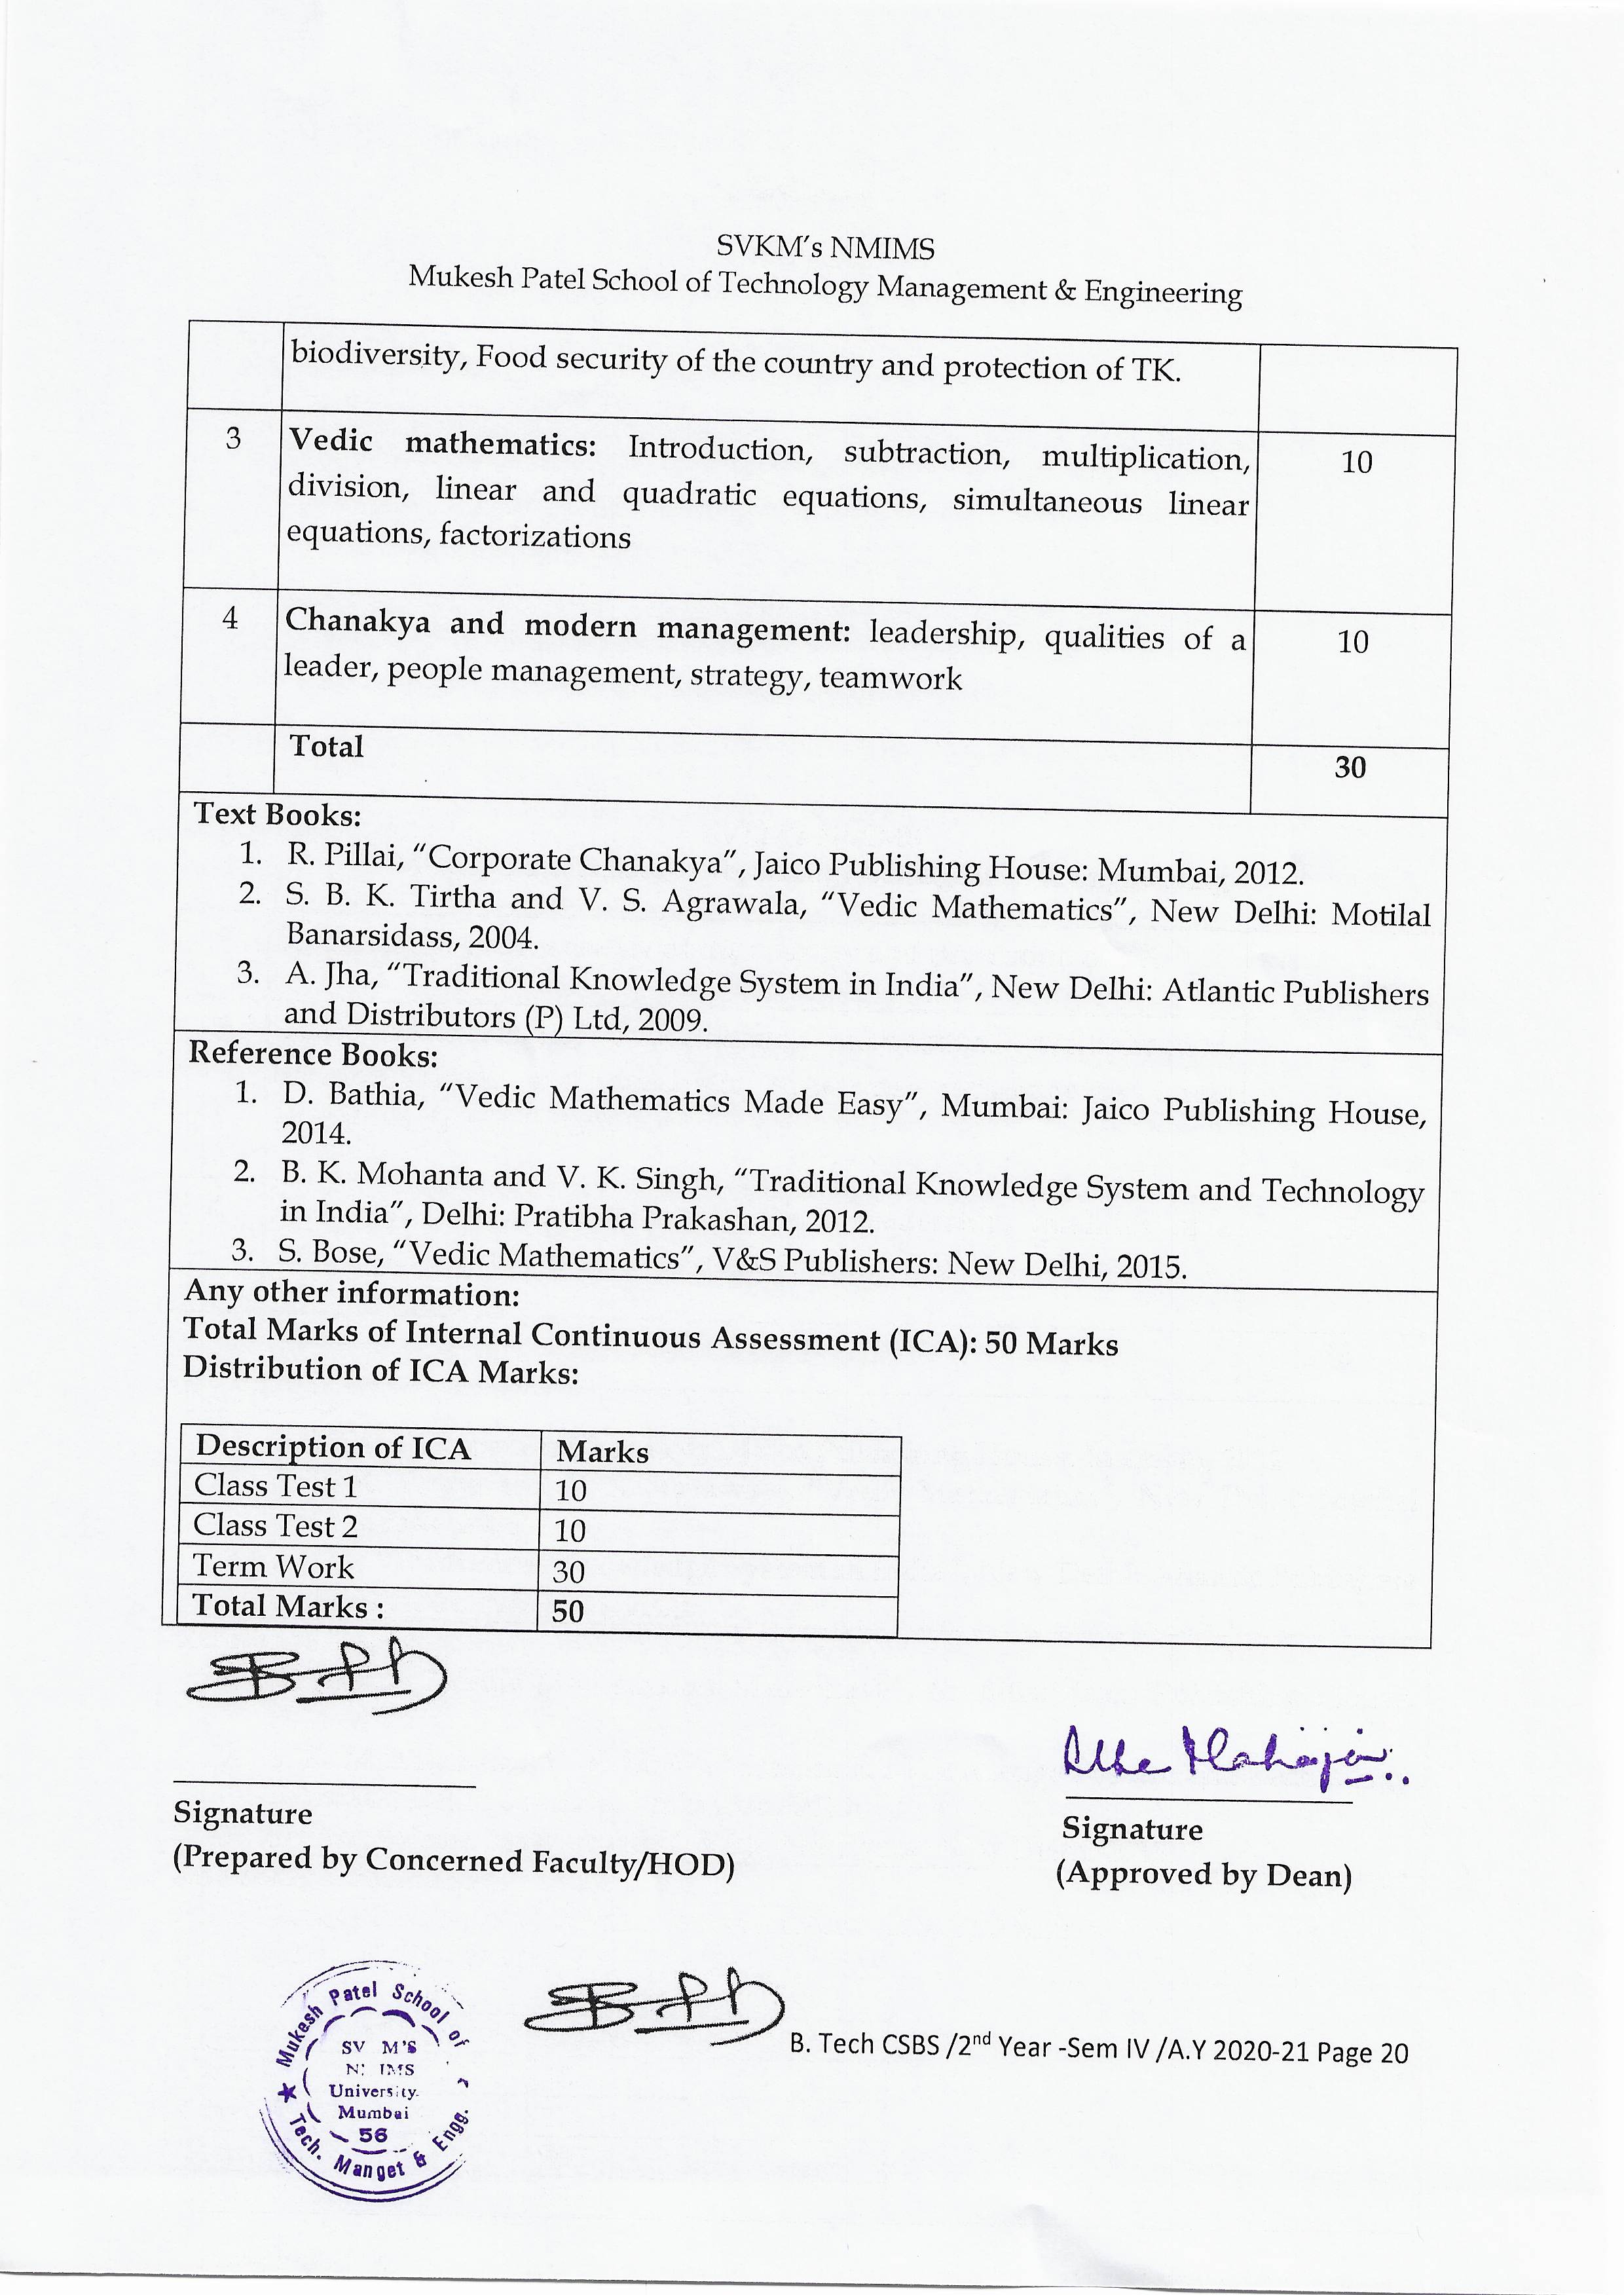 SVKM's NMIMS
Mukesh Patel School of Technology Management & Engineering
biodiversity, Food security of the country and protection of TK.
3 Vedic mathematics: Introduction, subtraction, multiplication, 10
division, linear and quadratic equations, simultaneous linear
equations, factorizations
4 Chanakya and modern management: leadership, qualities of a 10
leader, people management, strategy, teamwork
Total 30
Text Books:
1. R. Pillai, "Corporate Chanakya", Jaico Publishing House: Mumbai, 2012.
2. S. B. K. Tirtha and V. S. Agrawala, "Vedic Mathematics", New Delhi: Motilal
Banarsidass, 2004.
3. A. Jha, "Traditional Knowledge System in India", New Delhi: Atlantic Publishers
and Distributors (P) Ltd, 2009.
Reference Books:
1. D. Bathia, "Vedic Mathematics Made Easy", Mumbai: Jaico Publishing House,
2014.
2. B. K. Mohanta and V. K. Singh, "Traditional Knowledge System and Technology
in India", Delhi: Pratibha Prakashan, 2012.
3. S. Bose, "Vedic Mathematics", V&S Publishers: New Delhi, 2015.
Any other information:
Total Marks of Internal Continuous Assessment (ICA): 50 Marks
Distribution of ICA Marks:
Description of ICA Marks
Class Test 1 10
Class Test 2 10
Term Work 30
Total Marks : 50
Signature
(Prepared by Concerned Faculty/HOD)
Signature
(Approved by Dean)
Mukesh Patel School of
Tech. Manget & Engg.
SV M'S
University.
Mumbai
56
B. Tech CSBS /2nd Year -Sem IV /A.Y 2020-21 Page 20